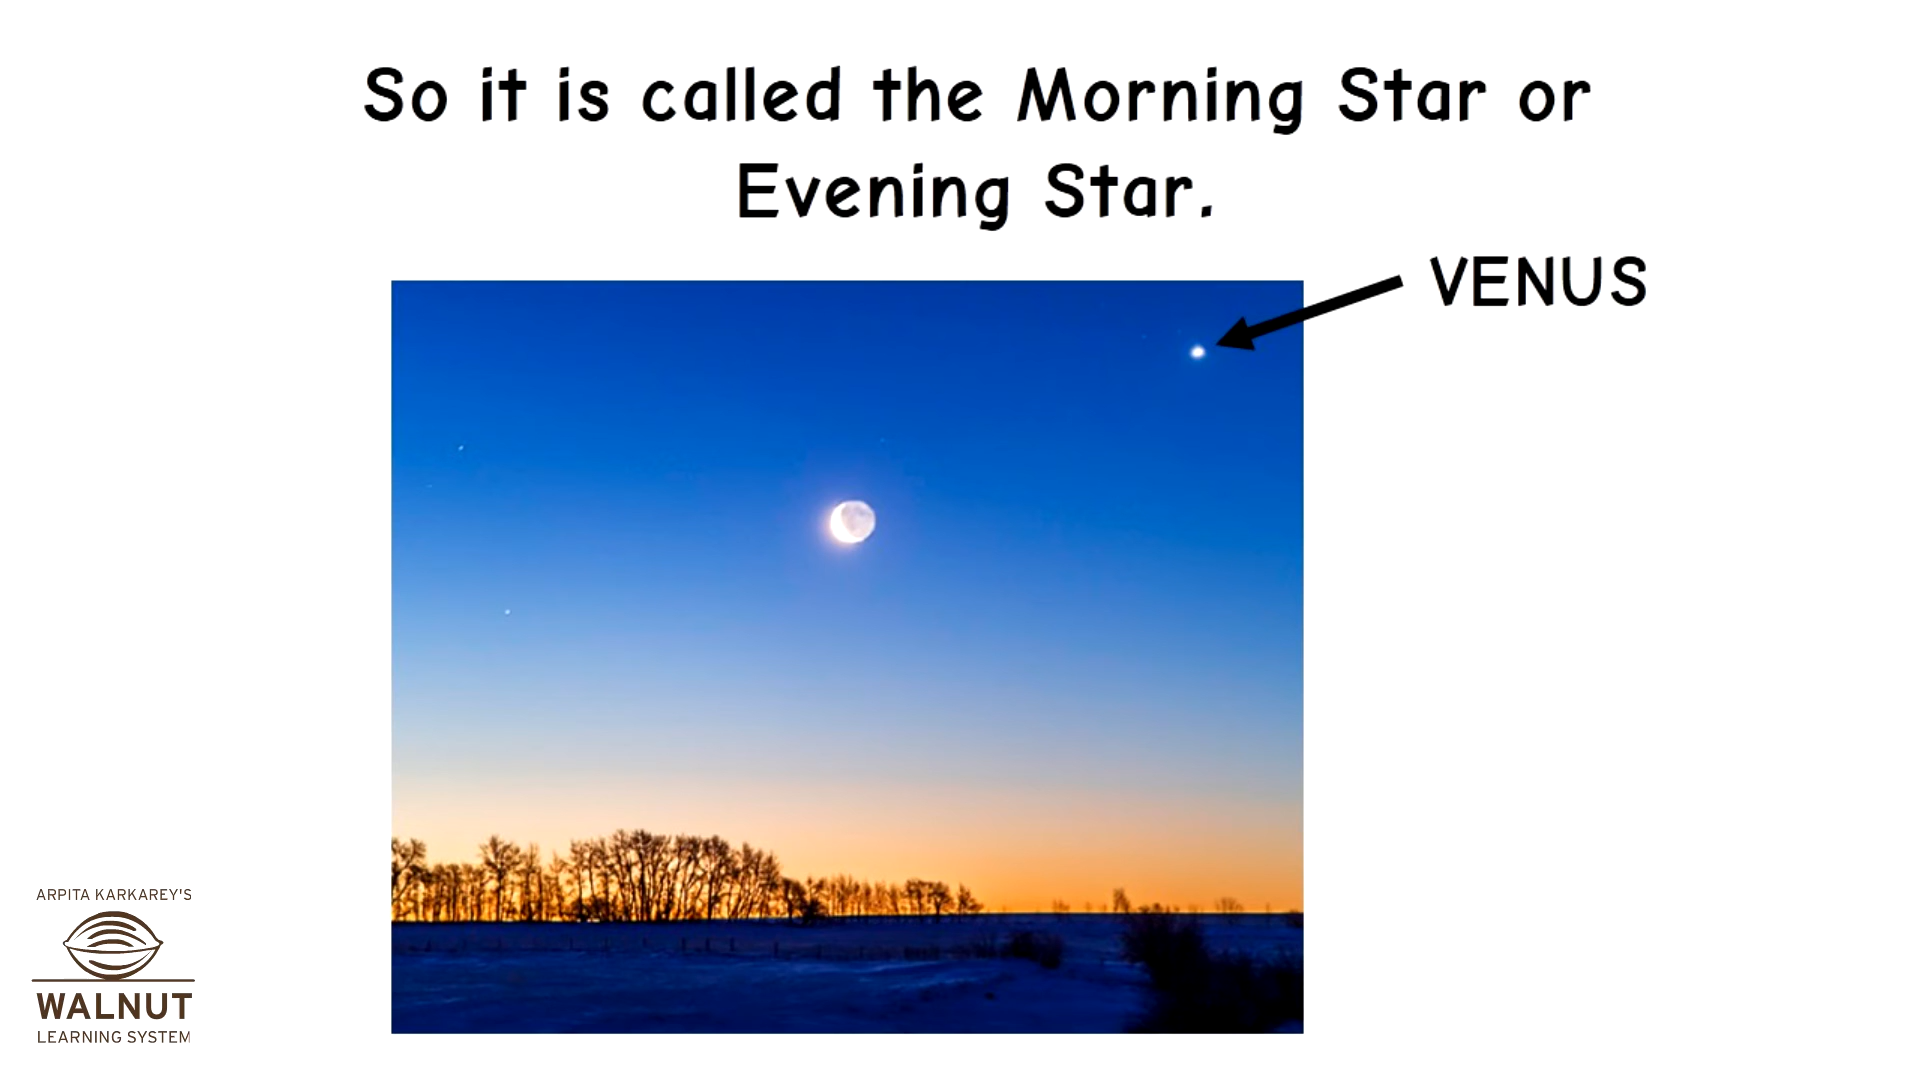 So it is called the Morning Star or
Evening Star.
VENUS
ARPITA KARKAREY'S
WALNUT
LEARNING SYSTEM